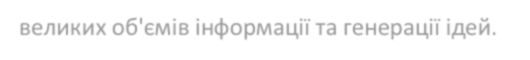 великих об'ємів інформації та генерації ідей.